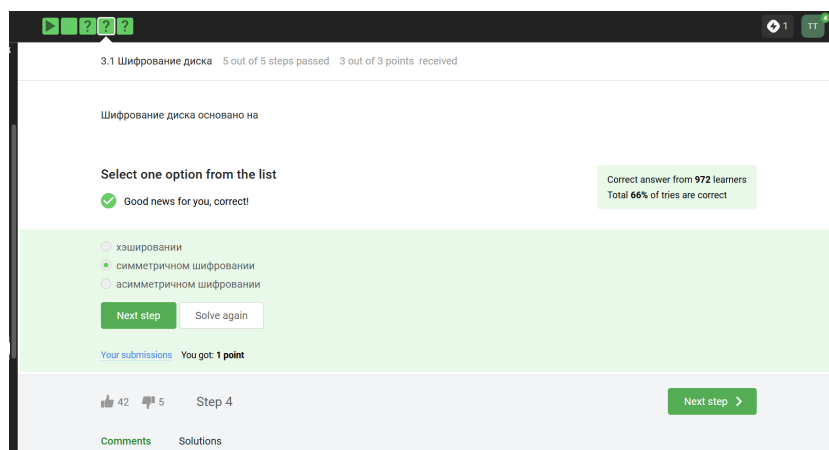 ? ? ?
1
TT
4
3.1 Шифрование диска 5 out of 5 steps passed 3 out of 3 points received
Шифрование диска основано на
Select one option from the list
Correct answer from 972 learners
Total 66% of tries are correct
Good news for you, correct!
хэшировании
симметричном шифровании
асимметричном шифровании
Next step Solve again
Your submissions You got: 1 point
42 5 Step 4
Next step
Comments Solutions